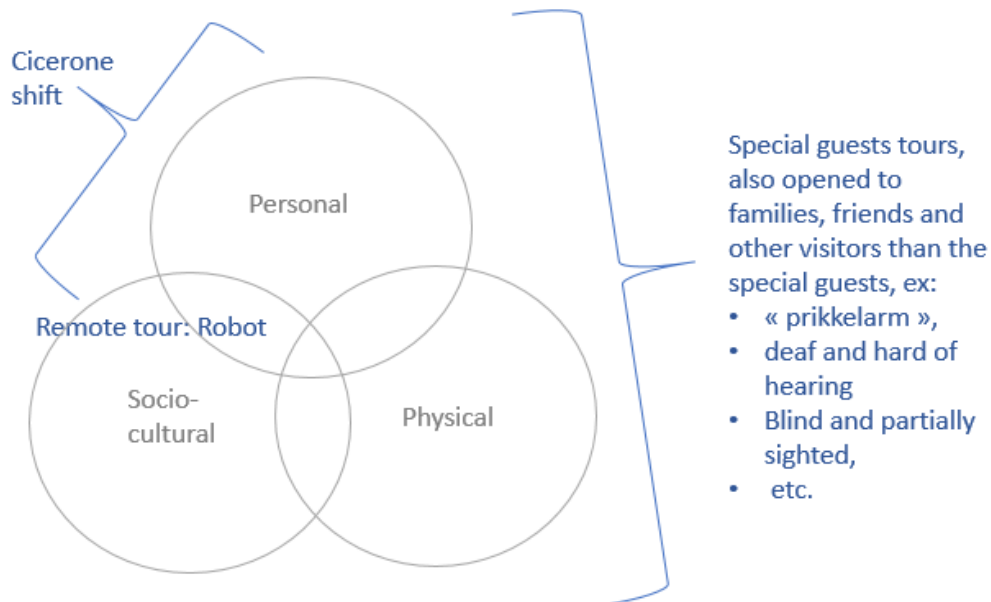 Cicerone
shift
Personal
Remote tour: Robot
Socio-
cultural
Physical
Special guests tours,
also opened to
families, friends and
other visitors than the
special guests, ex:
• « prikkelarm »,
• deaf and hard of
hearing
• Blind and partially
sighted,
• etc.